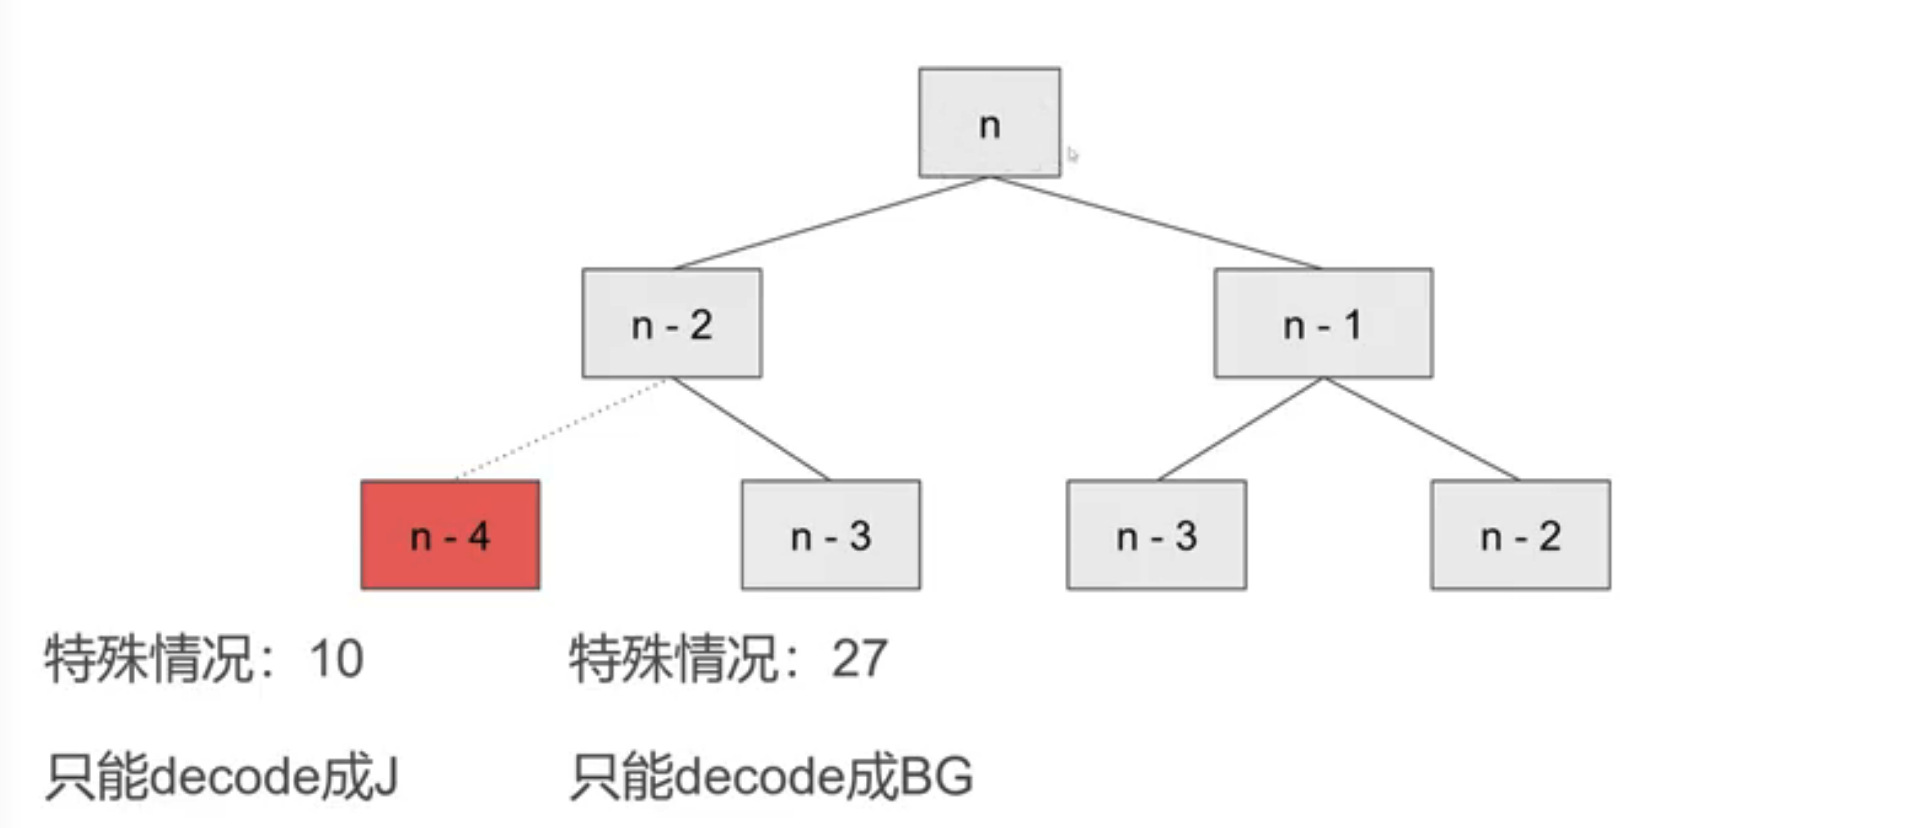 n
n - 2
n - 1
n - 4
n - 3
n - 3
n - 2
特殊情况：10
特殊情况：27
只能decode成J
只能decode成BG